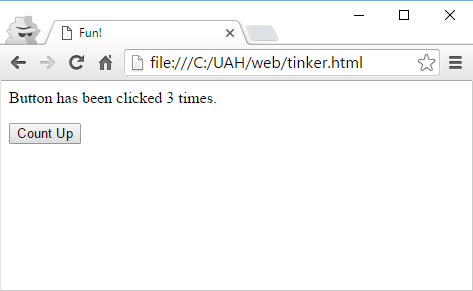 Fun!
file:///C:/UAH/web/tinker.html
Button has been clicked 3 times.
Count Up